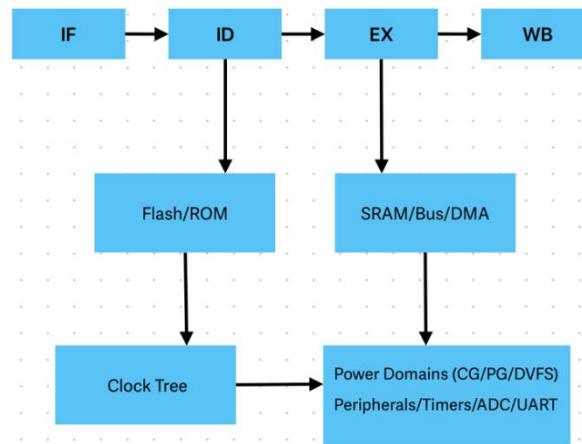 IF
ID
EX
WB
Flash/ROM
SRAM/Bus/DMA
Clock Tree
Power Domains (CG/PG/DVFS)
Peripherals/Timers/ADC/UART